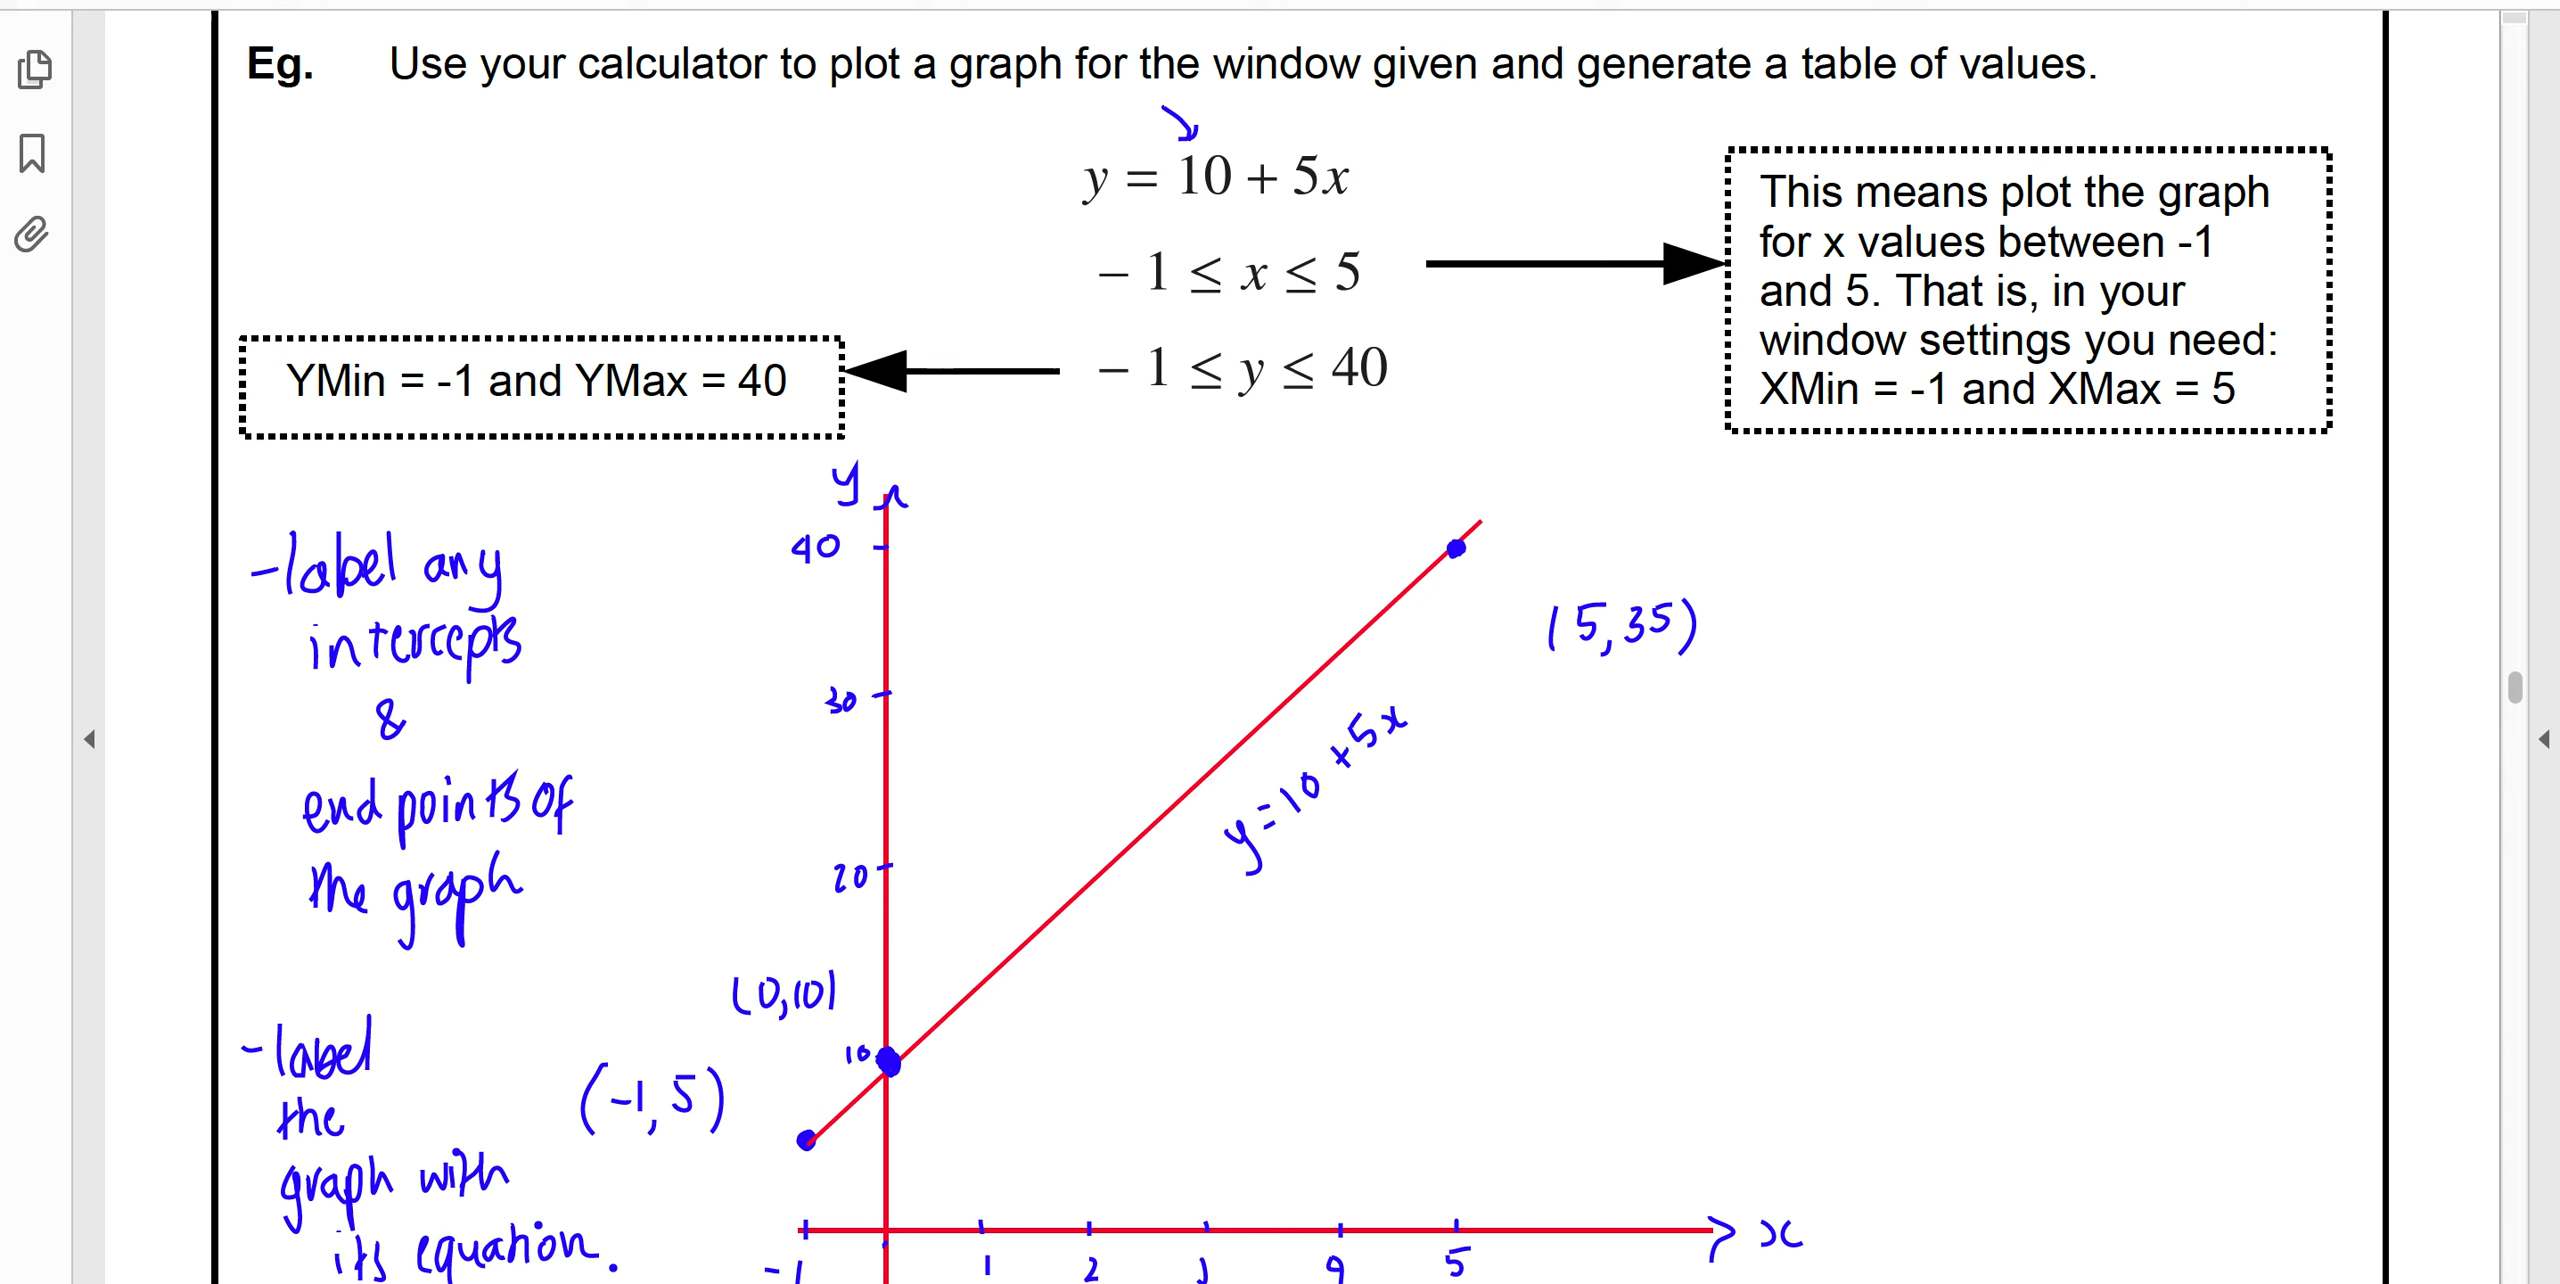 Eg. Use your calculator to plot a graph for the window given and generate a table of values.
y = 10 + 5x
This means plot the graph
for x values between -1
and 5. That is, in your
window settings you need:
XMin = -1 and XMax = 5
− 1 ≤ x ≤ 5
− 1 ≤ y ≤ 40
YMin = -1 and YMax = 40
y
40
-label any
intercepts
&
end points of
the graph
(5,35)
30
y=10+5x
20
(0,10)
10
-label
the
graph with
its equation.
(-1,5)
x
-1 1 2 3 4 5